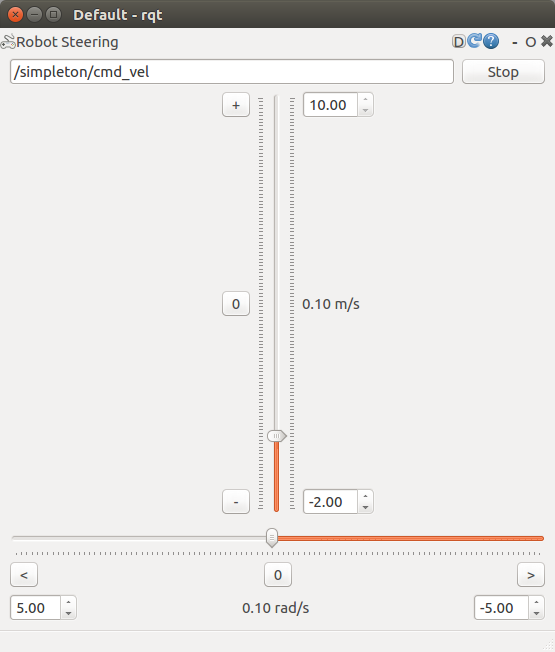 Default - rqt
Robot Steering D ? - O
/simpleton/cmd_vel Stop
+ 10.00
0 0.10 m/s
- -2.00
< 0 >
5.00 0.10 rad/s -5.00